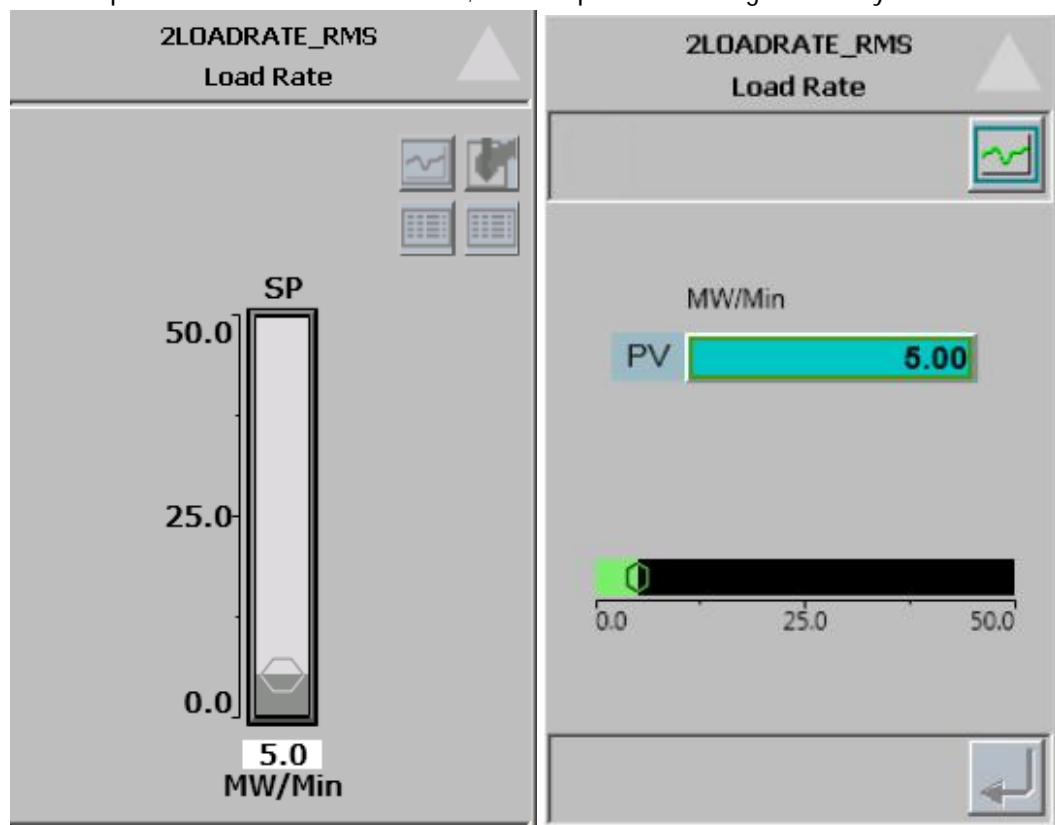 2LOADRATE_RMS
Load Rate
SP
50.0
25.0
0.0
5.0
MW/Min
2LOADRATE_RMS
Load Rate
MW/Min
PV 5.00
0.0 25.0 50.0